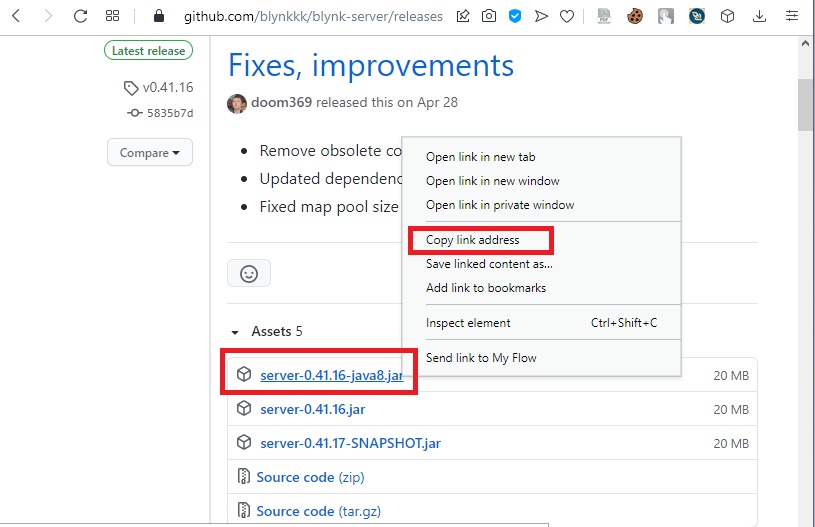 github.com/blynkkk/blynk-server/releases
Latest release
Fixes, improvements
v0.41.16
doom369 released this on Apr 28
5835b7d
Compare
Remove obsolete co
Updated dependenc
Fixed map pool size
Open link in new tab
Open link in new window
Open link in private window
Copy link address
Save linked content as...
Add link to bookmarks
Inspect element Ctrl+Shift+C
Send link to My Flow
Assets 5
server-0.41.16-java8.jar 20 MB
server-0.41.16.jar 20 MB
server-0.41.17-SNAPSHOT.jar 20 MB
Source code (zip)
Source code (tar.gz)